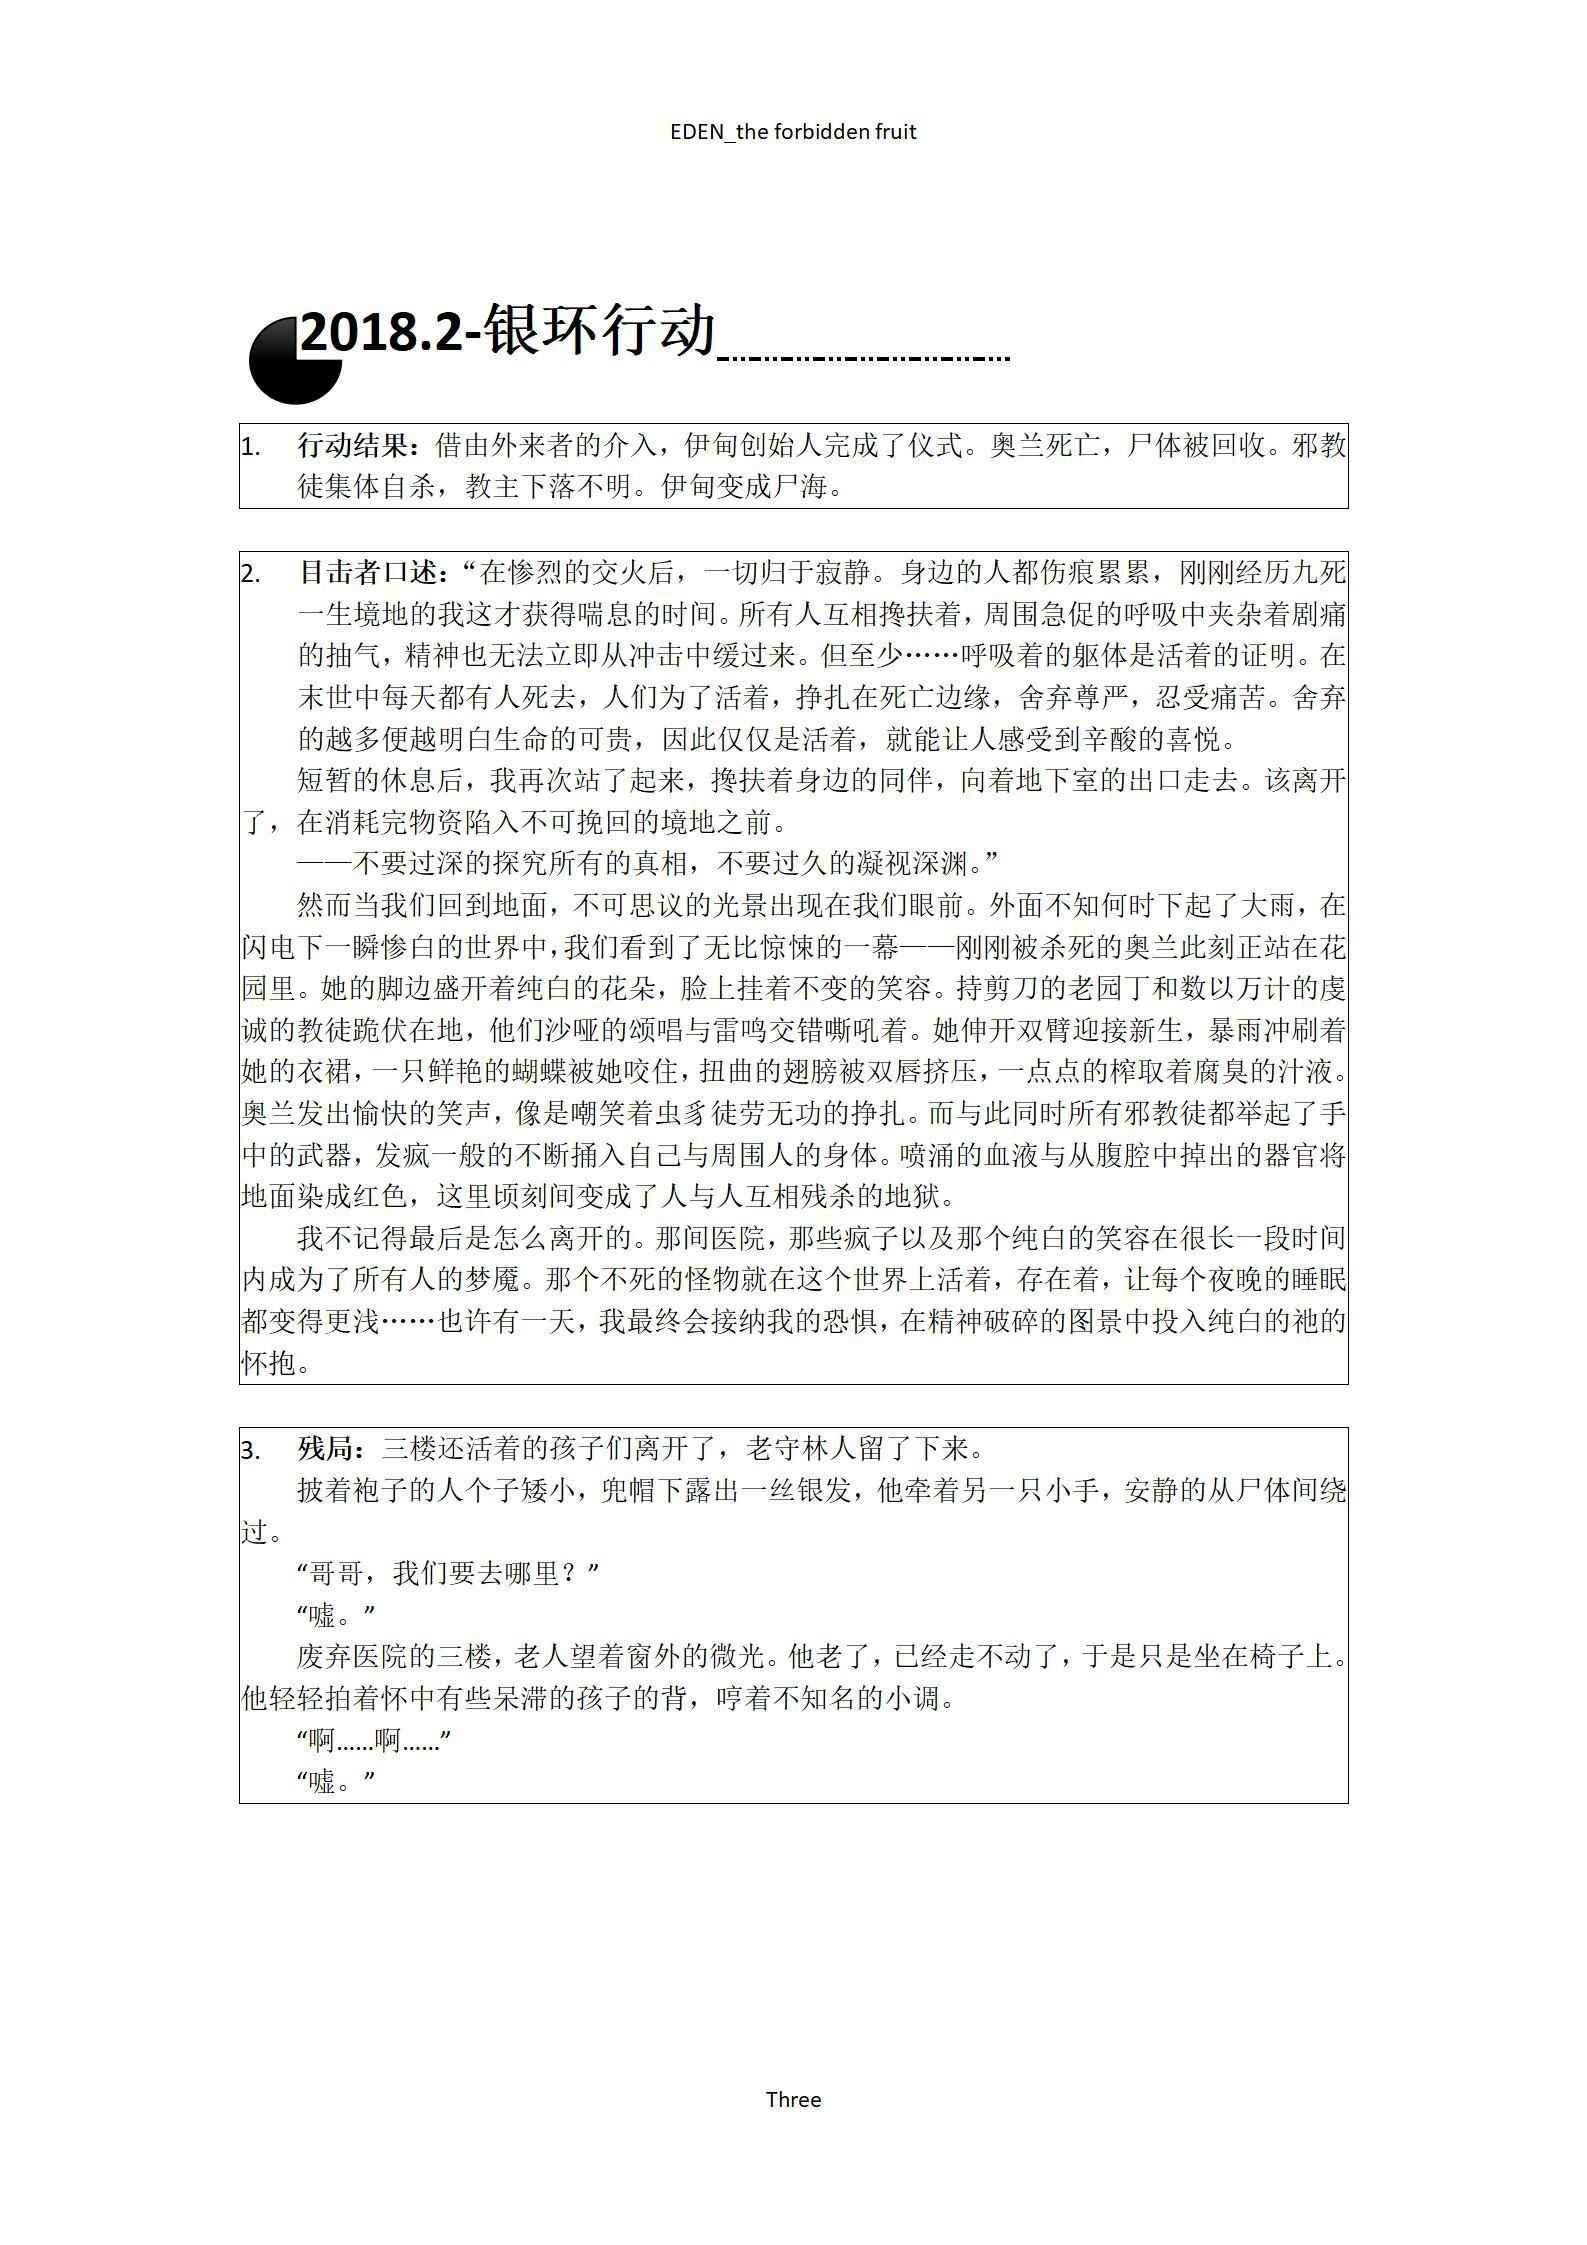 EDEN_the forbidden fruit
2018.2-银环行动
1. 行动结果：借由外来者的介入，伊甸创始人完成了仪式。奥兰死亡，尸体被回收。邪教
徒集体自杀，教主下落不明。伊甸变成尸海。
2. 目击者口述：“在惨烈的交火后，一切归于寂静。身边的人都伤痕累累，刚刚经历九死
一生境地的我这才获得喘息的时间。所有人互相搀扶着，周围急促的呼吸中夹杂着剧痛
的抽气，精神也无法立即从冲击中缓过来。但至少……呼吸着的躯体是活着的证明。在
末世中每天都有人死去，人们为了活着，挣扎在死亡边缘，舍弃尊严，忍受痛苦。舍弃
的越多便越明白生命的可贵，因此仅仅是活着，就能让人感受到辛酸的喜悦。
短暂的休息后，我再次站了起来，搀扶着身边的同伴，向着地下室的出口走去。该离开
了，在消耗完物资陷入不可挽回的境地之前。
——不要过深的探究所有的真相，不要过久的凝视深渊。”
然而当我们回到地面，不可思议的光景出现在我们眼前。外面不知何时下起了大雨，在
闪电下一瞬惨白的世界中，我们看到了无比惊悚的一幕——刚刚被杀死的奥兰此刻正站在花
园里。她的脚边盛开着纯白的花朵，脸上挂着不变的笑容。持剪刀的老园丁和数以万计的虔
诚的教徒跪伏在地，他们沙哑的颂唱与雷鸣交错嘶吼着。她伸开双臂迎接新生，暴雨冲刷着
她的衣裙，一只鲜艳的蝴蝶被她咬住，扭曲的翅膀被双唇挤压，一点点的榨取着腐臭的汁液。
奥兰发出愉快的笑声，像是嘲笑着虫豸徒劳无功的挣扎。而与此同时所有邪教徒都举起了手
中的武器，发疯一般的不断捅入自己与周围人的身体。喷涌的血液与从腹腔中掉出的器官将
地面染成红色，这里顷刻间变成了人与人互相残杀的地狱。
我不记得最后是怎么离开的。那间医院，那些疯子以及那个纯白的笑容在很长一段时间
内成为了所有人的梦魇。那个不死的怪物就在这个世界上活着，存在着，让每个夜晚的睡眠
都变得更浅……也许有一天，我最终会接纳我的恐惧，在精神破碎的图景中投入纯白的祂的
怀抱。
3. 残局：三楼还活着的孩子们离开了，老守林人留了下来。
披着袍子的人个子矮小，兜帽下露出一丝银发，他牵着另一只小手，安静的从尸体间绕
过。
“哥哥，我们要去哪里？”
“嘘。”
废弃医院的三楼，老人望着窗外的微光。他老了，已经走不动了，于是只是坐在椅子上。
他轻轻拍着怀中有些呆滞的孩子的背，哼着不知名的小调。
“啊……啊……”
“嘘。”
Three